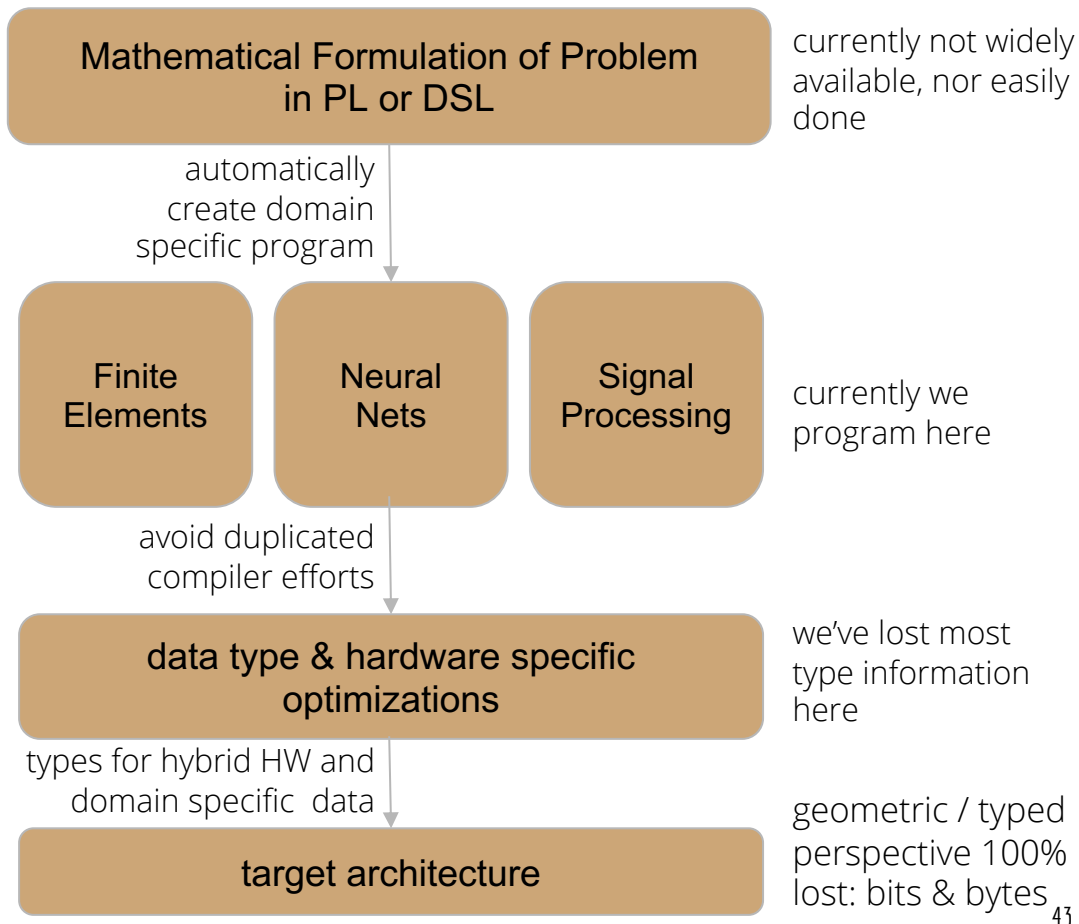 Mathematical Formulation of Problem
in PL or DSL
currently not widely
available, nor easily
done
automatically
create domain
specific program
Finite
Elements
Neural
Nets
Signal
Processing
currently we
program here
avoid duplicated
compiler efforts
data type & hardware specific
optimizations
we've lost most
type information
here
types for hybrid HW and
domain specific data
target architecture
geometric / typed
perspective 100%
lost: bits & bytes
43